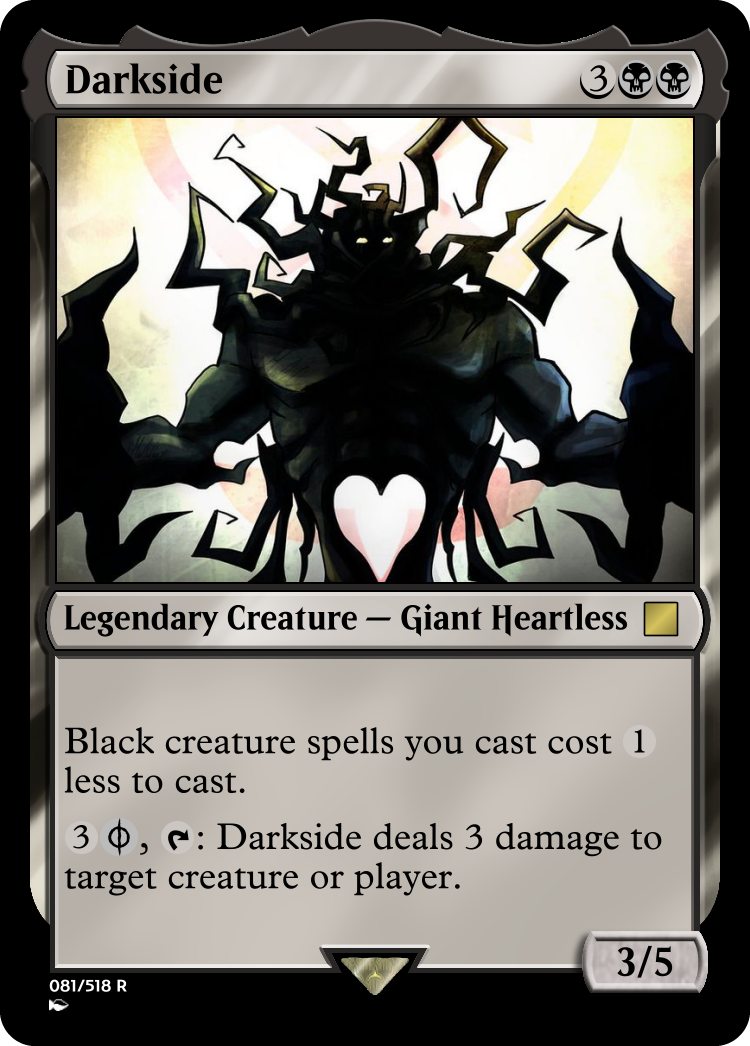 Darkside 3
Legendary Creature — Giant Heartless
Black creature spells you cast cost 1
less to cast.
3 , : Darkside deals 3 damage to
target creature or player.
3/5
081/518 R